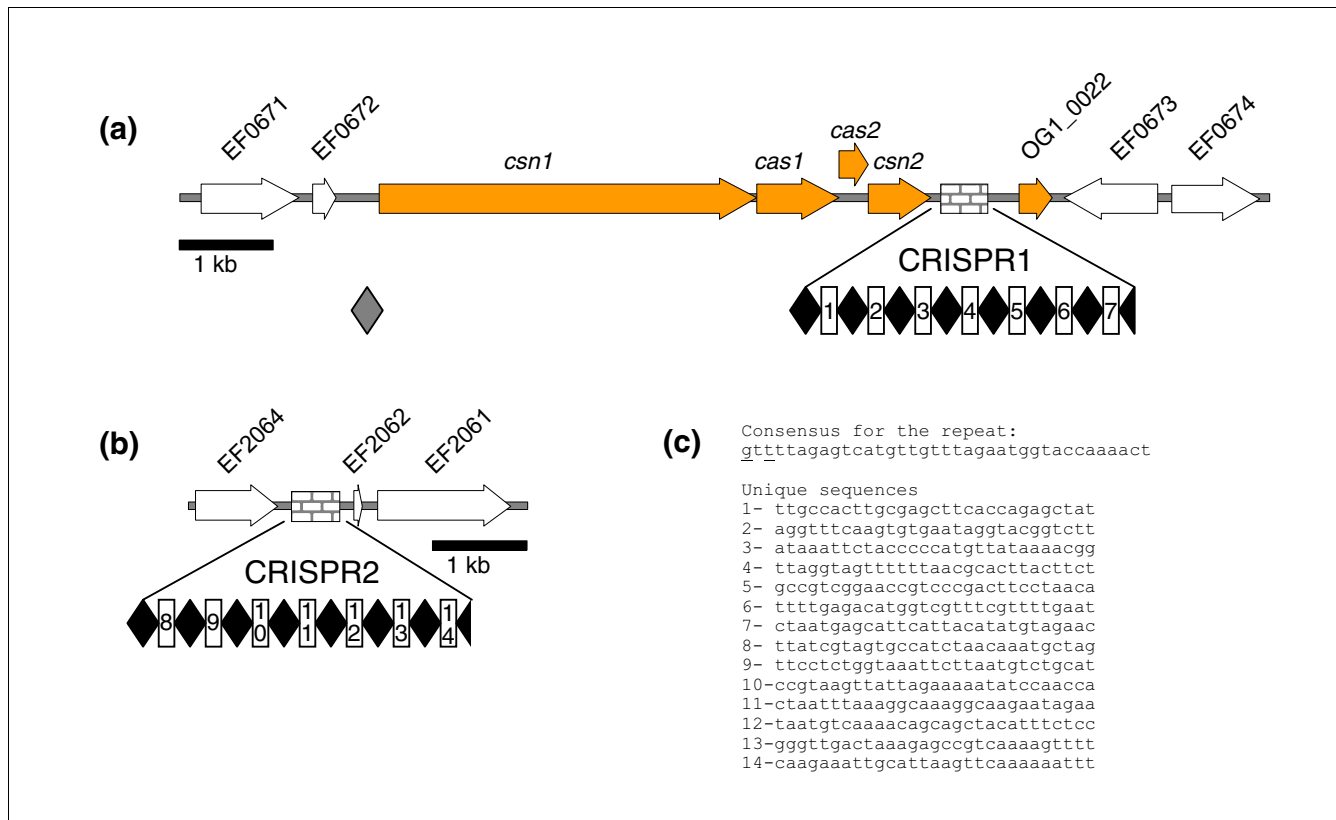 (a)
EF0671
EF0672
csn1
cas1
cas2
csn2
OG1_0022
EF0673
EF0674
1 kb
CRISPR1
1 2 3 4 5 6 7
(b)
EF2064
EF2062
EF2061
1 kb
CRISPR2
8 9 10 11 12 13 14
(c)
Consensus for the repeat:
gttttagagtcatgttgtttagaatggtaccaaaact
Unique sequences
1- ttgccacttgcgagcttcaccagagctat
2- aggtttcaagtgtgaataggtacggtctt
3- ataaattctacccccatgttataaaacgg
4- ttaggtagttttttaacgcacttacttct
5- gccgtcggaaccgtcccgacttcctaaca
6- ttttgagacatggtcgtttcgttttgaat
7- ctaatgagcattcattacatatgtagaac
8- ttatcgtagtgccatctaacaaatgctag
9- ttcctctggtaaattcttaatgtctgcat
10-ccgtaagttattagaaaaatatccaacca
11-ctaatttaaaggcaaaggcaagaatagaa
12-taatgtcaaaacagcagctacatttctcc
13-gggttgactaaagagccgtcaaaagtttt
14-caagaaattgcattaagttcaaaaaattt